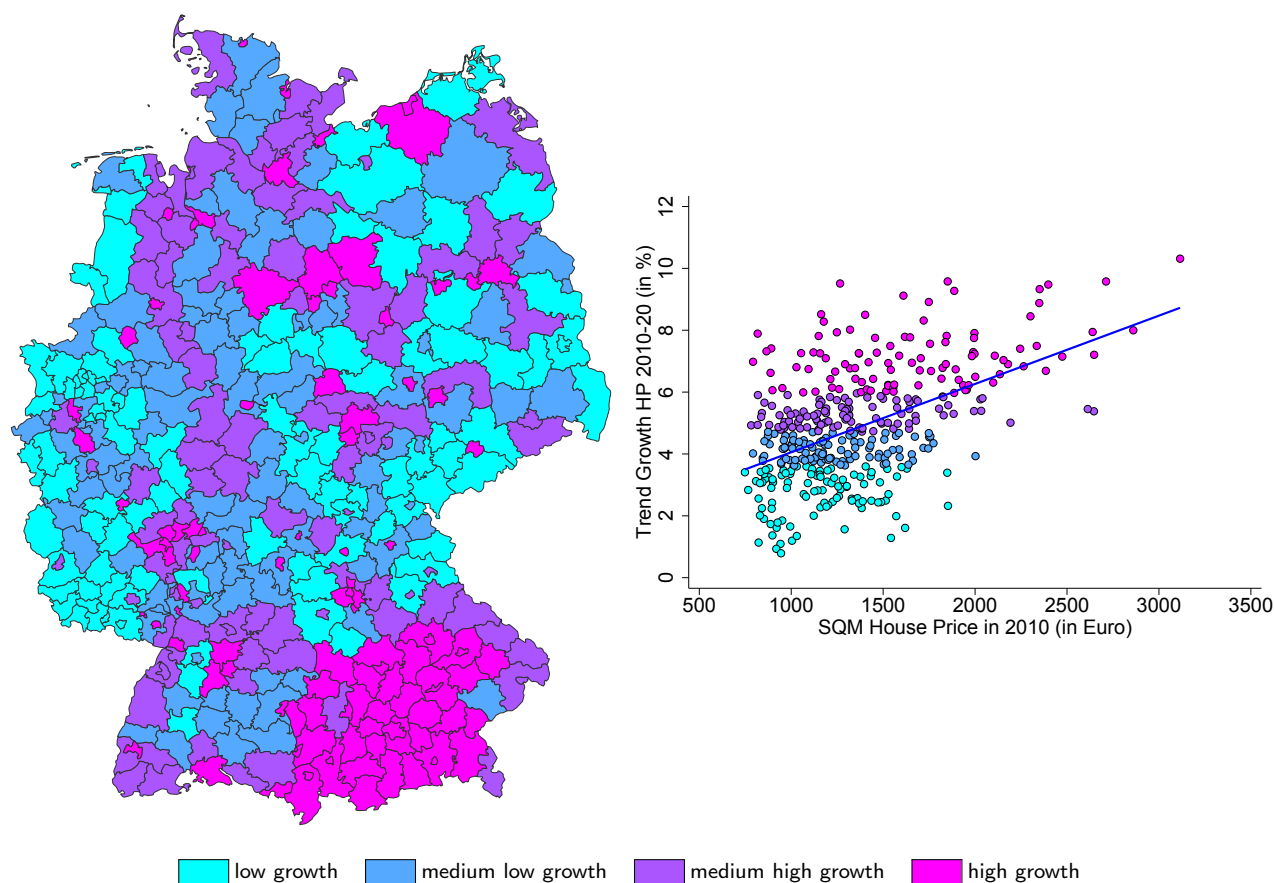 12
10
8
6
4
2
0
Trend Growth HP 2010-20 (in %)
500 1000 1500 2000 2500 3000 3500
SQM House Price in 2010 (in Euro)
low growth medium low growth medium high growth high growth